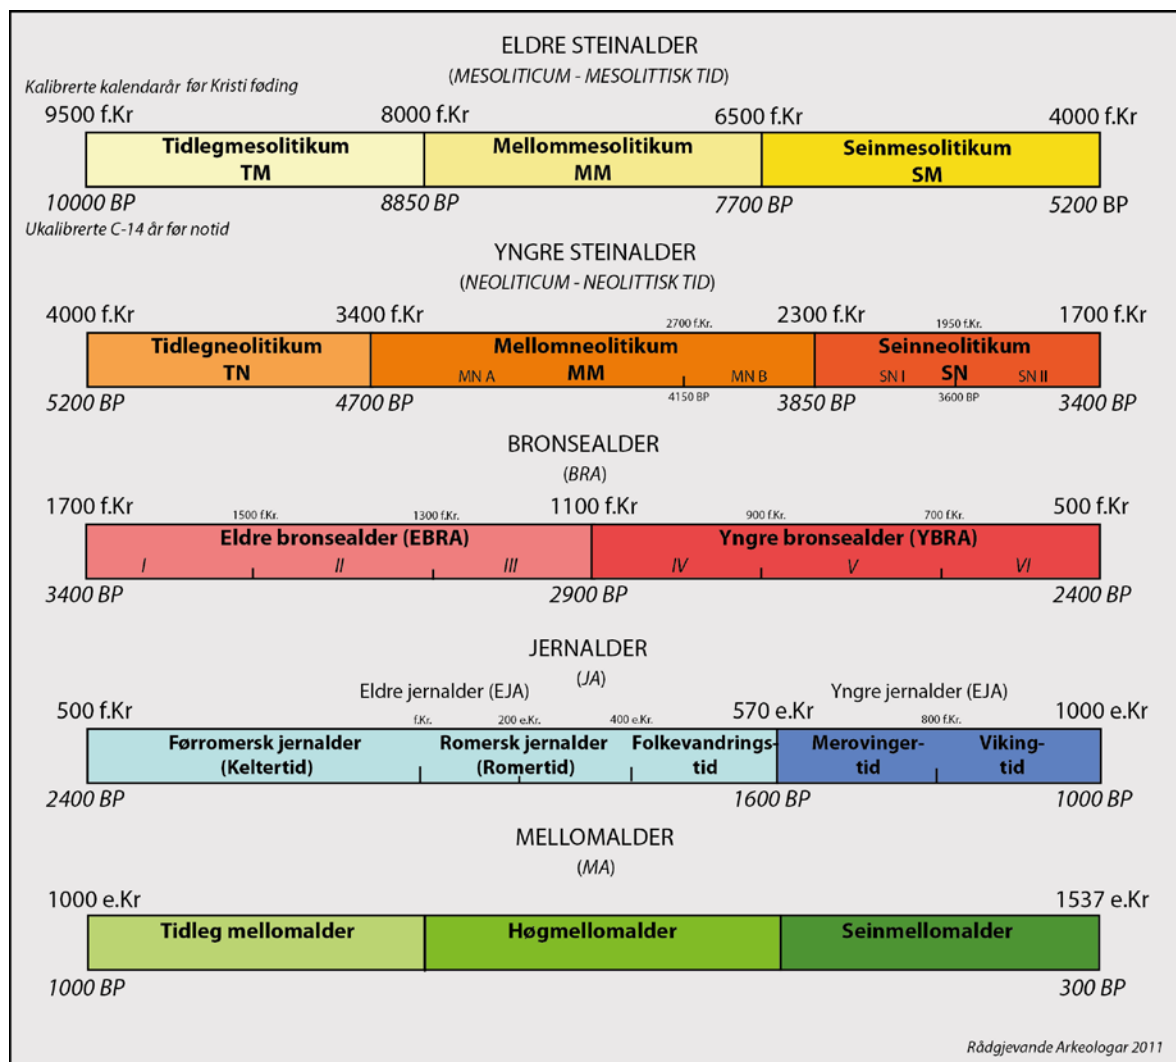 ELDRE STEINALDER
(MESOLITICUM - MESOLITTISK TID)
Kalibrerte kalendarår før Kristi føding
9500 f.Kr 8000 f.Kr 6500 f.Kr 4000 f.Kr
Tidlegmesolitikum Mellommesolitikum Seinmesolitikum
TM MM SM
10000 BP 8850 BP 7700 BP 5200 BP
Ukalibrerte C-14 år før notid
YNGRE STEINALDER
(NEOLITICUM - NEOLITTISK TID)
4000 f.Kr 3400 f.Kr 2700 f.Kr. 2300 f.Kr 1950 f.Kr. 1700 f.Kr
Tidlegneolitikum Mellomneolitikum Seinneolitikum
TN MN A MM MN B SN I SN SN II
5200 BP 4700 BP 4150 BP 3850 BP 3600 BP 3400 BP
BRONSEALDER
(BRA)
1700 f.Kr 1500 f.Kr. 1300 f.Kr. 1100 f.Kr 900 f.Kr. 700 f.Kr. 500 f.Kr
Eldre bronsealder (EBRA) Yngre bronsealder (YBRA)
I II III IV V VI
3400 BP 2900 BP 2400 BP
JERNALDER
(JA)
Eldre jernalder (EJA) Yngre jernalder (EJA)
500 f.Kr f.Kr. 200 e.Kr. 400 e.Kr. 570 e.Kr 800 f.Kr. 1000 e.Kr
Førromersk jernalder Romersk jernalder Folkevandrings- Merovinger- Viking-
(Keltertid) (Romertid) tid tid tid
2400 BP 1600 BP 1000 BP
MELLOMALDER
(MA)
1000 e.Kr 1537 e.Kr
Tidleg mellomalder Høgmellomalder Seinmellomalder
1000 BP 300 BP
Rådgjevande Arkeologar 2011